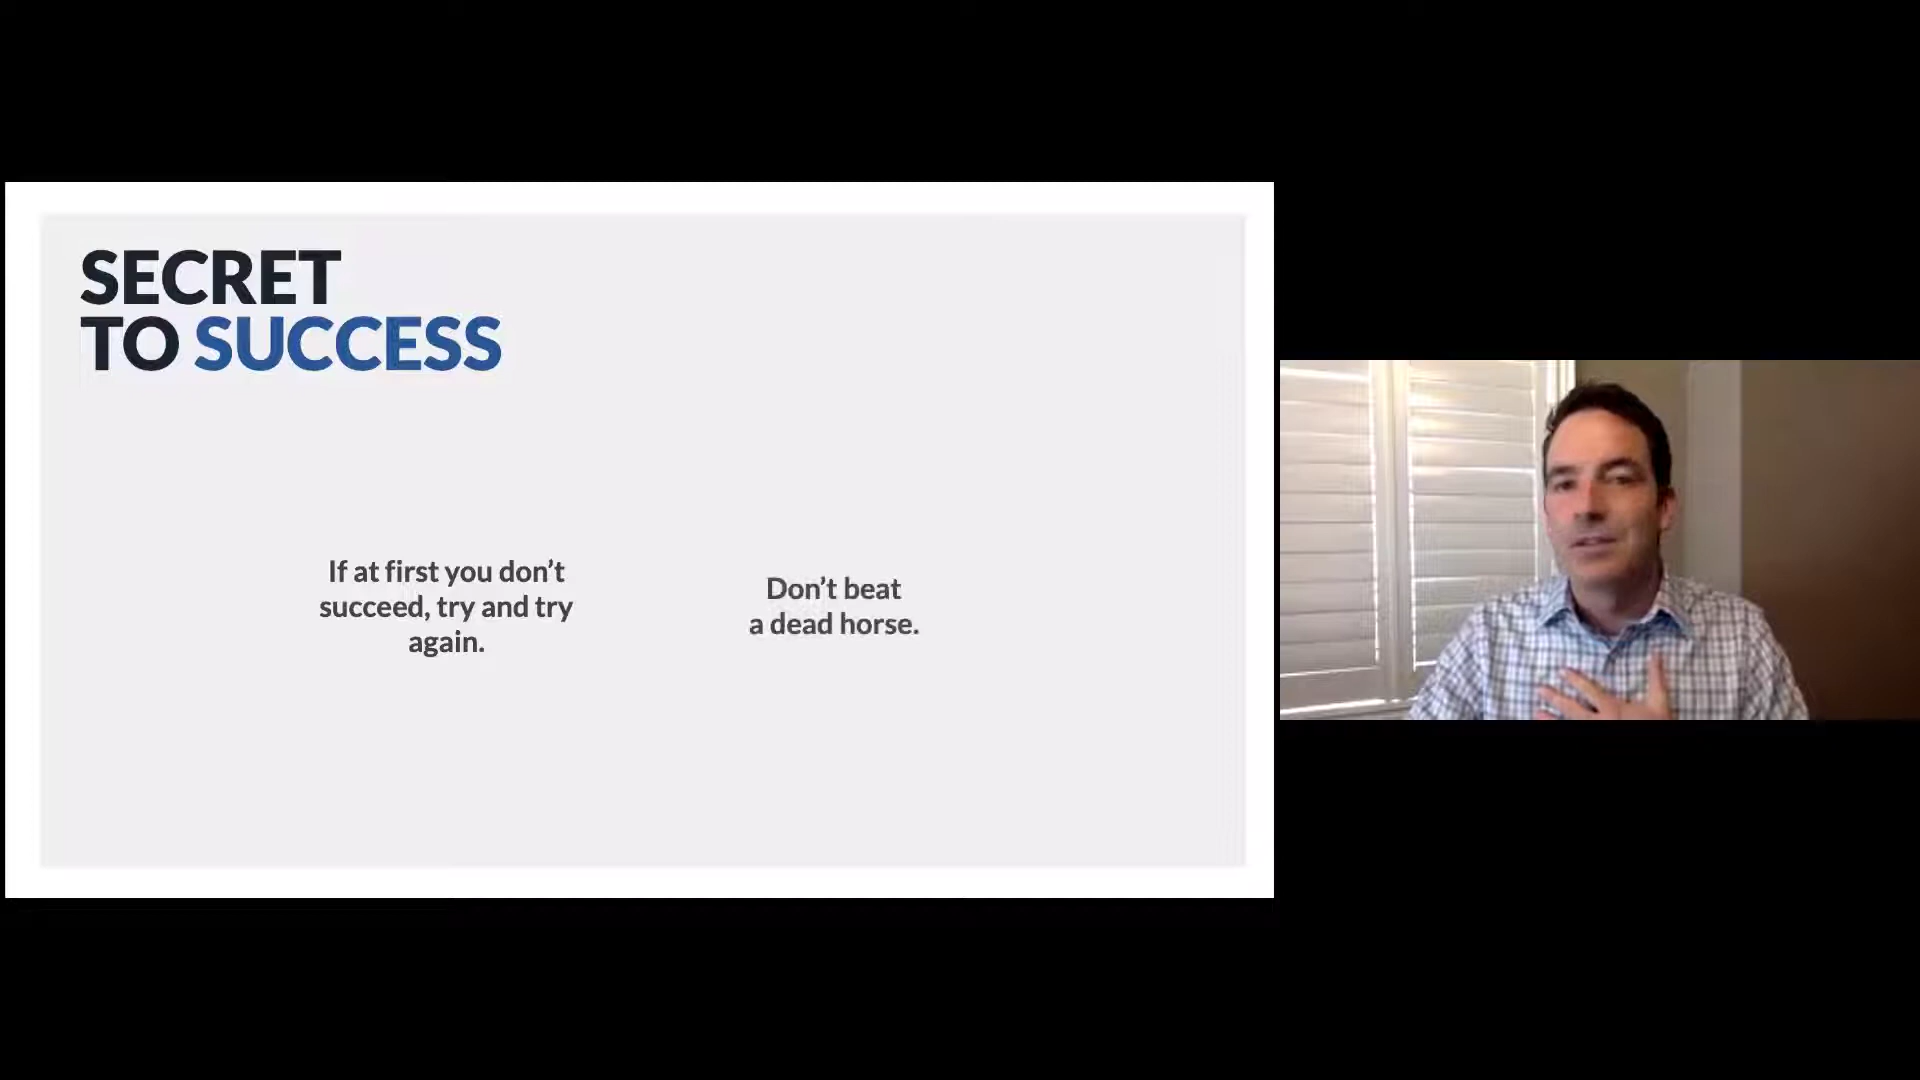 SECRET
TO SUCCESS
If at first you don’t
succeed, try and try
again.
Don’t beat
a dead horse.